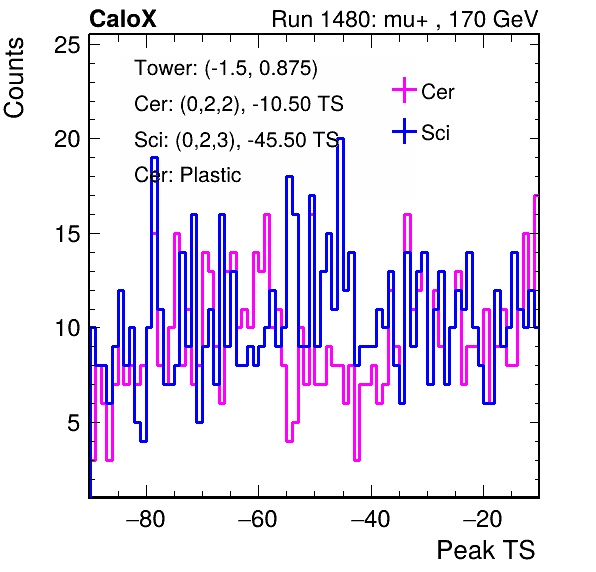 CaloX Run 1480: mu+ , 170 GeV
Counts
25
20
15
10
5
Tower: (-1.5, 0.875)
Cer: (0,2,2), -10.50 TS
Sci: (0,2,3), -45.50 TS
Cer: Plastic
Cer
Sci
−80 −60 −40 −20
Peak TS